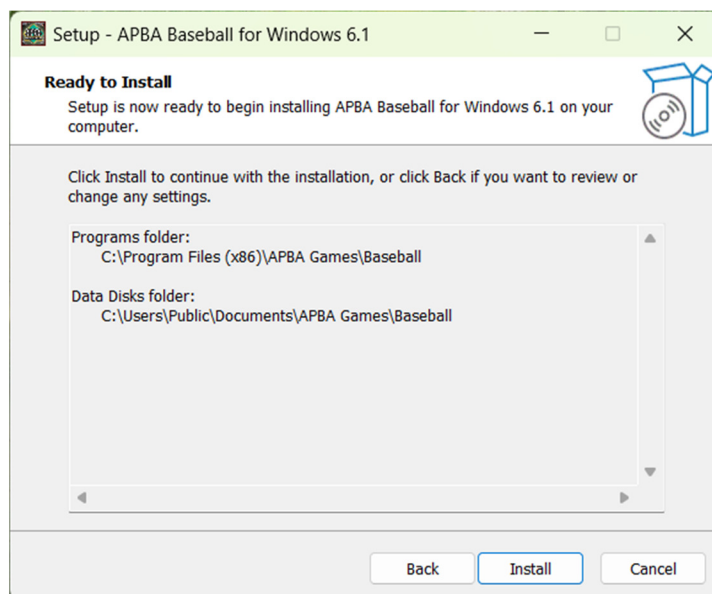 Setup - APBA Baseball for Windows 6.1
Ready to Install
Setup is now ready to begin installing APBA Baseball for Windows 6.1 on your
computer.
Click Install to continue with the installation, or click Back if you want to review or
change any settings.
Programs folder:
C:\Program Files (x86)\APBA Games\Baseball
Data Disks folder:
C:\Users\Public\Documents\APBA Games\Baseball
Back
Install
Cancel